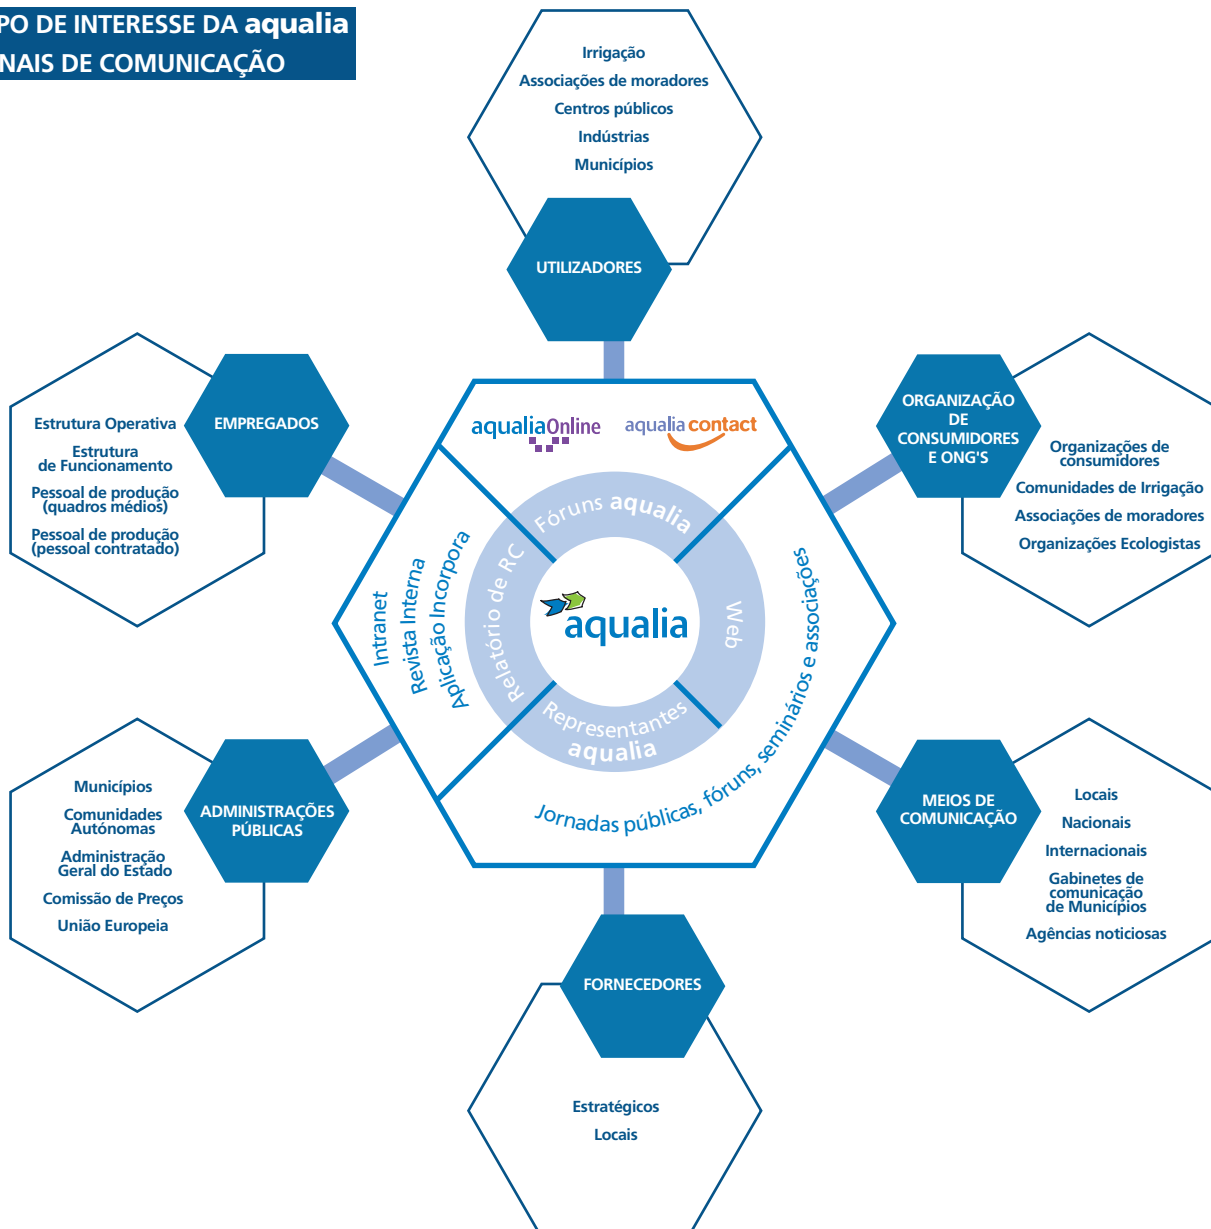 PO DE INTERESSE DA aqualia
NAIS DE COMUNICAÇÃO
Irrigação
Associações de moradores
Centros públicos
Indústrias
Municípios
UTILIZADORES
EMPREGADOS
Estrutura Operativa
Estrutura
de Funcionamento
Pessoal de produção
(quadros médios)
Pessoal de produção
(pessoal contratado)
ORGANIZAÇÃO
DE
CONSUMIDORES
E ONG'S
Organizações de
consumidores
Comunidades de Irrigação
Associações de moradores
Organizações Ecologistas
aqualiaOnline
aqualia contact
Fóruns aqualia
Relatório de RC
Web
Representantes
aqualia
aqualia
Intranet
Revista Interna
Aplicação Incorpora
Jornadas públicas, fóruns, seminários e associações
ADMINISTRAÇÕES
PÚBLICAS
Municípios
Comunidades
Autónomas
Administração
Geral do Estado
Comissão de Preços
União Europeia
MEIOS DE
COMUNICAÇÃO
Locais
Nacionais
Internacionais
Gabinetes de
comunicação
de Municípios
Agências noticiosas
FORNECEDORES
Estratégicos
Locais